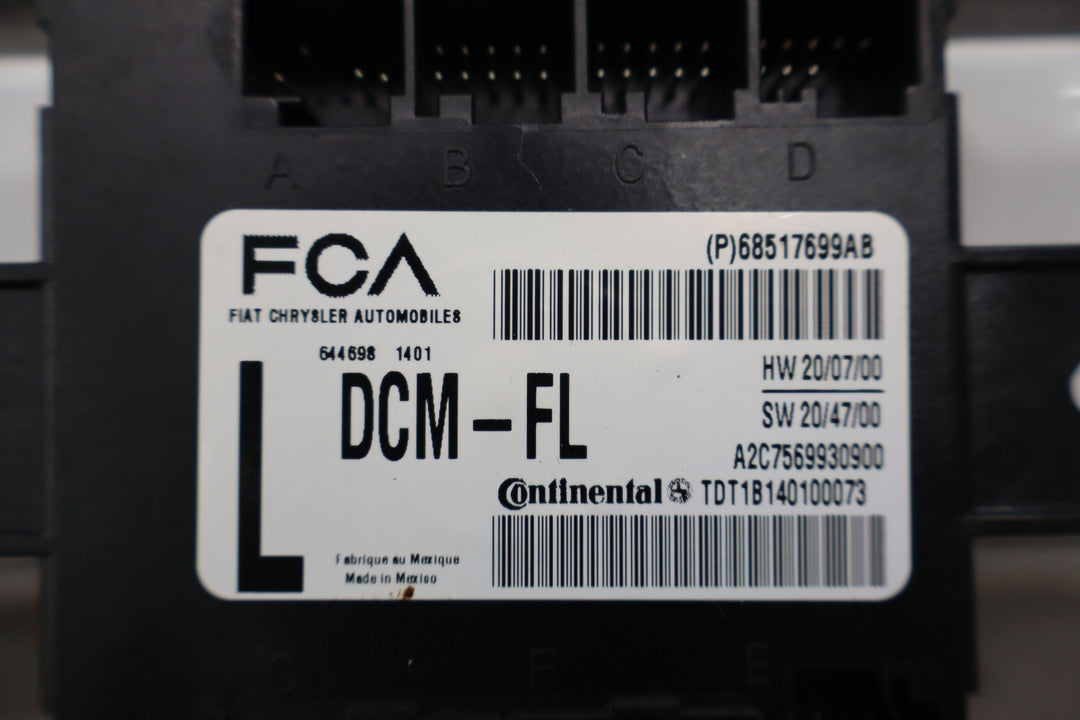 A B C D
FCA
FIAT CHRYSLER AUTOMOBILES
(P)68517699AB
644698 1401
L
DCM-FL
HW 20/07/00
SW 20/47/00
A2C7569930900
Continental TDT1B140100073
Fabrique au Mexique
Made in Mexico
G F E